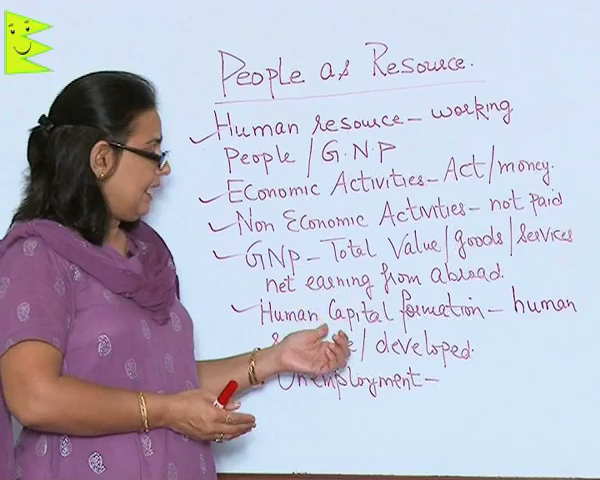 People as Resource.
Human resource - working
People / G.N.P
Economic Activities - Act/money.
Non Economic Activities - not paid
GNP - Total Value/goods/services
net earning from abroad.
Human Capital formation - human
/ developed.
Unemployment -